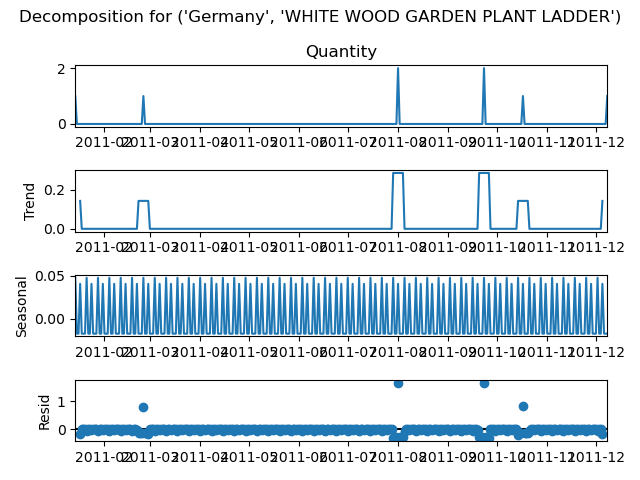 Decomposition for ('Germany', 'WHITE WOOD GARDEN PLANT LADDER')
Quantity
2
0
2011-02 2011-03 2011-04 2011-05 2011-06 2011-07 2011-08 2011-09 2011-10 2011-11 2011-12
Trend
0.2
0.0
2011-02 2011-03 2011-04 2011-05 2011-06 2011-07 2011-08 2011-09 2011-10 2011-11 2011-12
Seasonal
0.05
0.00
2011-02 2011-03 2011-04 2011-05 2011-06 2011-07 2011-08 2011-09 2011-10 2011-11 2011-12
Resid
1
0
2011-02 2011-03 2011-04 2011-05 2011-06 2011-07 2011-08 2011-09 2011-10 2011-11 2011-12